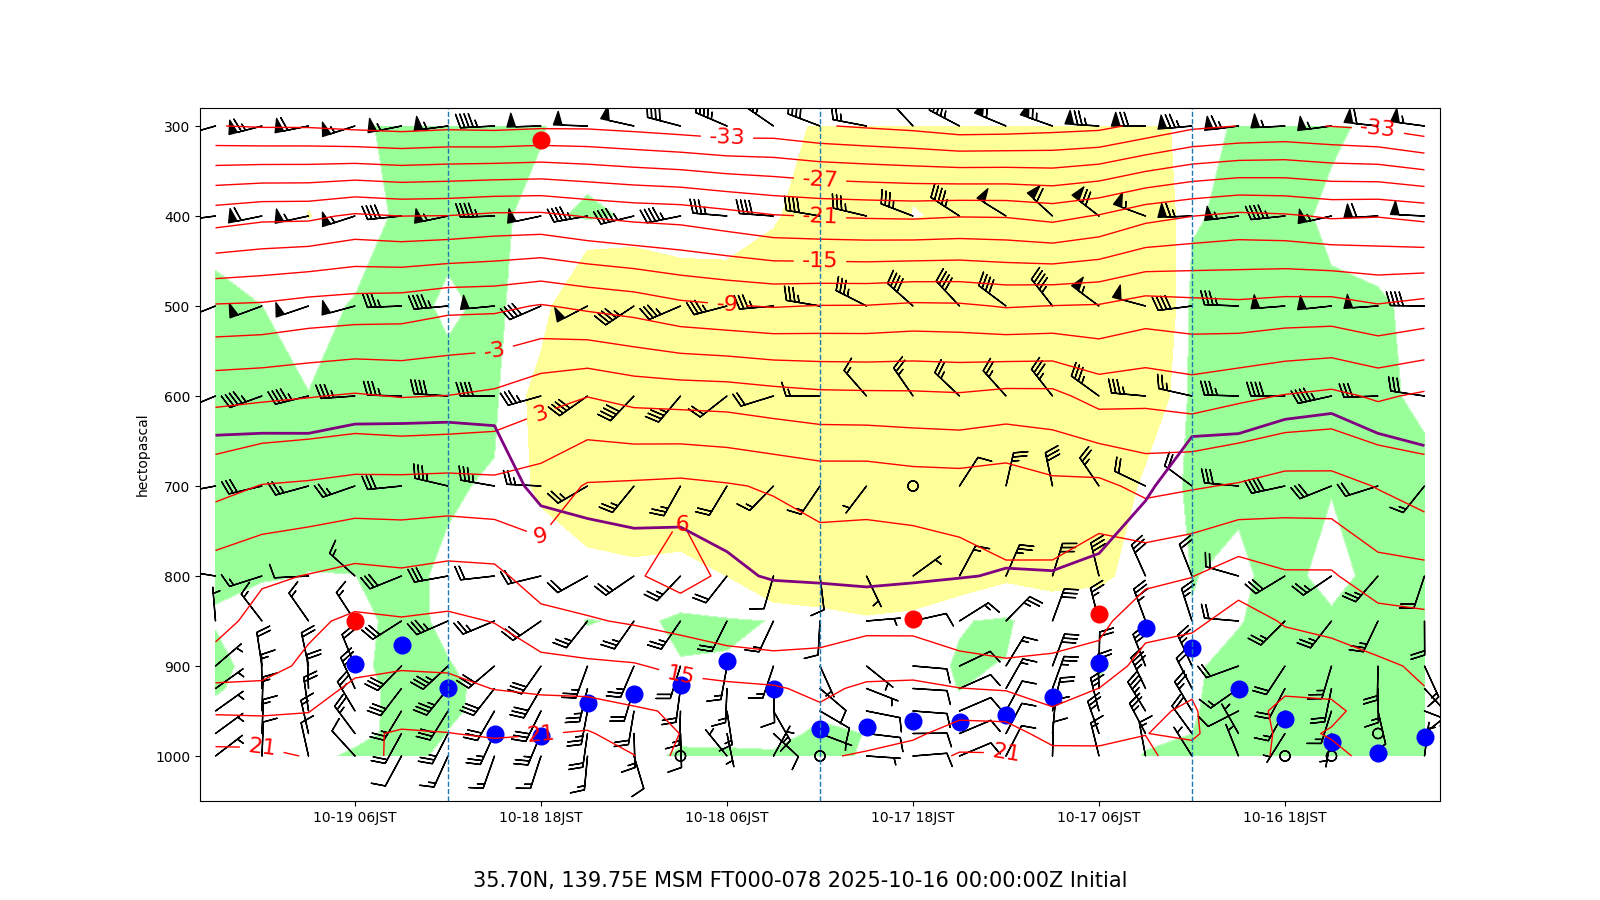 300
400
500
600
700
800
900
1000
hectopascal
-33
-33
-27
-21
-15
-9
-3
3
9
6
15
21
21
21
10-19 06JST
10-18 18JST
10-18 06JST
10-17 18JST
10-17 06JST
10-16 18JST
35.70N, 139.75E MSM FT000-078 2025-10-16 00:00:00Z Initial